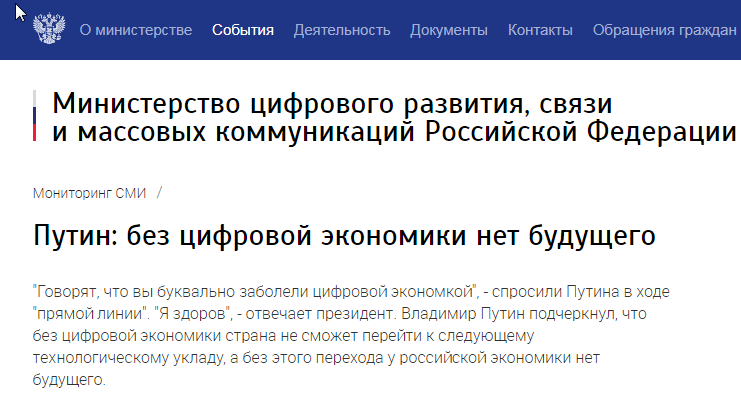 О министерстве События Деятельность Документы Контакты Обращения граждан
Министерство цифрового развития, связи
и массовых коммуникаций Российской Федерации
Мониторинг СМИ /
Путин: без цифровой экономики нет будущего
"Говорят, что вы буквально заболели цифровой экономкой", - спросили Путина в ходе
"прямой линии". "Я здоров", - отвечает президент. Владимир Путин подчеркнул, что
без цифровой экономики страна не сможет перейти к следующему
технологическому укладу, а без этого перехода у российской экономики нет
будущего.